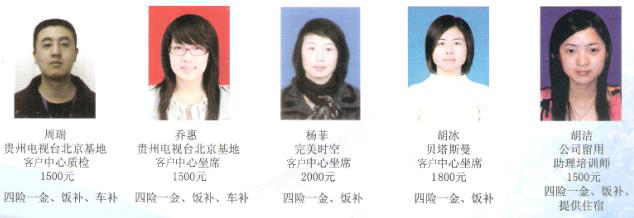 周瑞
贵州电视台北京基地
客户中心质检
1500元
四险一金、饭补、车补
乔惠
贵州电视台北京基地
客户中心坐席
1500元
四险一金、饭补、车补
杨菲
完美时空
客户中心坐席
2000元
四险一金、饭补、
胡冰
贝塔斯曼
客户中心坐席
1800元
四险一金、饭补、
胡洁
公司留用
助理培训师
1500元
四险一金、饭补、
提供住宿